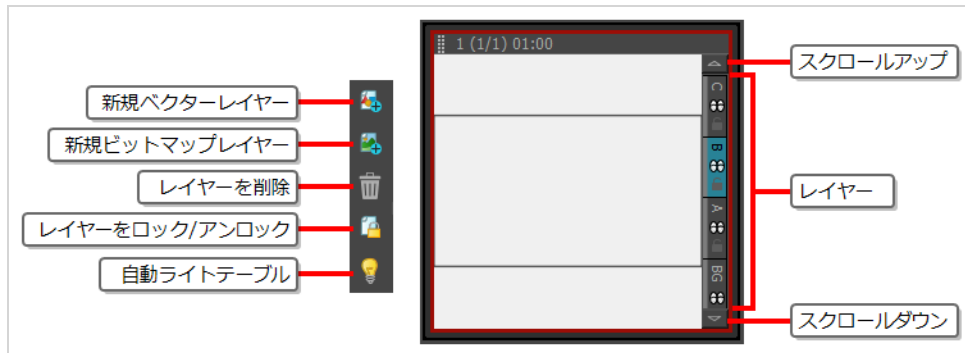 1 (1/1) 01:00
新規ベクターレイヤー
新規ビットマップレイヤー
レイヤーを削除
レイヤーをロック/アンロック
自動ライトテーブル
スクロールアップ
C
B
A
BG
レイヤー
スクロールダウン